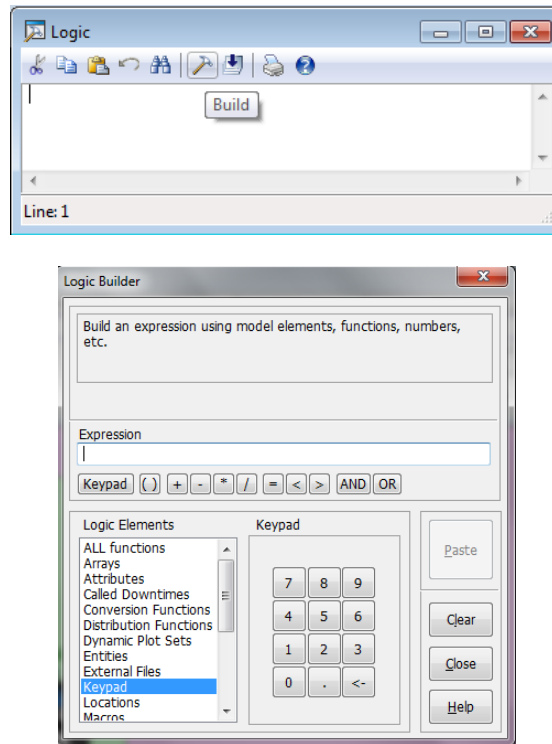 Logic
Build
Line: 1
Logic Builder
Build an expression using model elements, functions, numbers,
etc.
Expression
Keypad ( ) + - * / = < > AND OR
Logic Elements
ALL functions
Arrays
Attributes
Called Downtimes
Conversion Functions
Distribution Functions
Dynamic Plot Sets
Entities
External Files
Keypad
Locations
Macros
Keypad
7 8 9
4 5 6
1 2 3
0 . <-
Paste
Clear
Close
Help